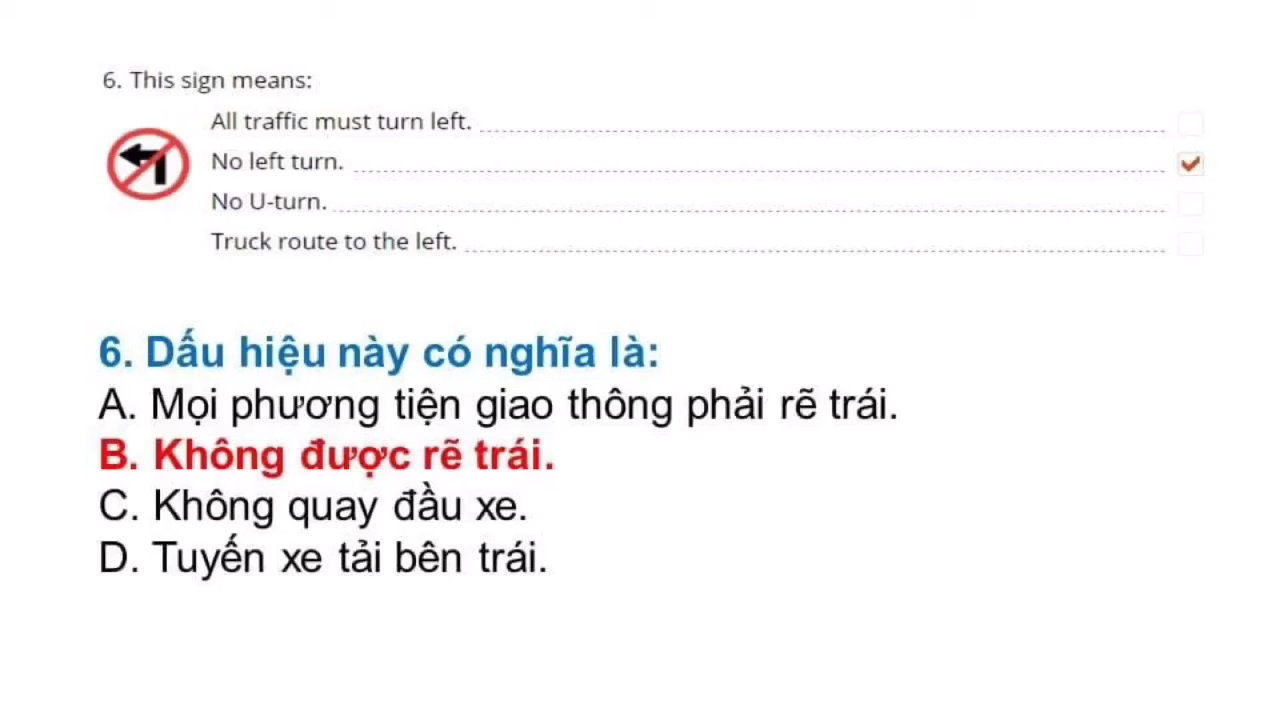 6. This sign means:
All traffic must turn left.
No left turn.
No U-turn.
Truck route to the left.
6. Dấu hiệu này có nghĩa là:
A. Mọi phương tiện giao thông phải rẽ trái.
B. Không được rẽ trái.
C. Không quay đầu xe.
D. Tuyến xe tải bên trái.